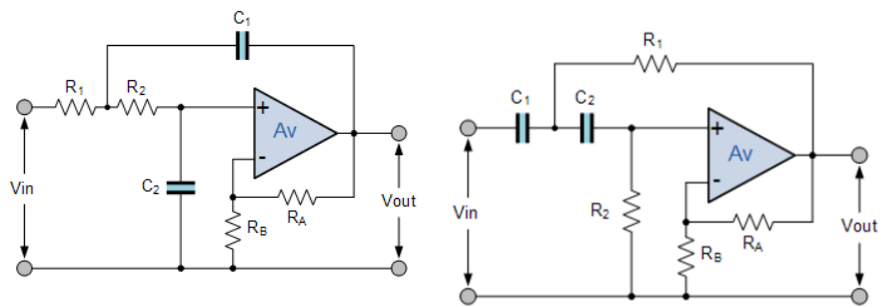 C1
R1
R2
+
Av
-
Vin
C2
RB
RA
Vout
R1
C1
C2
+
Av
-
Vin
R2
RB
RA
Vout